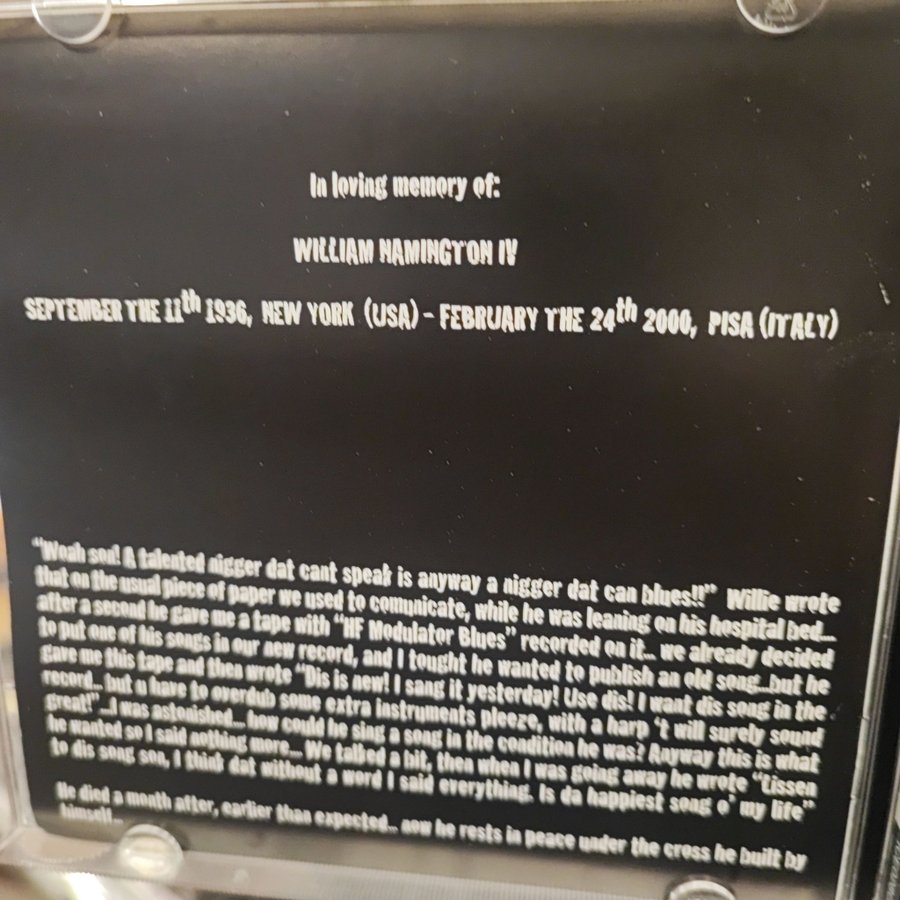 In loving memory of:
WILLIAM NAMINGTON IV
SEPTEMBER THE 11th 1936, NEW YORK (USA) - FEBRUARY THE 24th 2000, PISA (ITALY)
"Woah son! A talented nigger dat cant speak is anyway a nigger dat can blues!!" Willie wrote
that on the usual piece of paper we used to comunicate, while he was leaning on his hospital bed...
after a second he gave me a tape with "NF Modulator Blues" recorded on it... we already decided
to put one of his songs in our new record, and I tought he wanted to publish an old song...but he
gave me this tape and then wrote "Dis is new! I sang it yesterday! Use dis! I want dis song in the
record... but u have to overdub some extra instruments pleeze, with a harp 't will surely sound
great!"...I was astonished... how could he sing a song in the condition he was? Anyway this is what
he wanted so I said nothing more... We talked a bit, then when I was going away he wrote "Lissen
to dis song son, I think dat without a word I said everything. Is da happiest song o' my life"
He died a month after, earlier than expected... now he rests in peace under the cross he built by
himself...